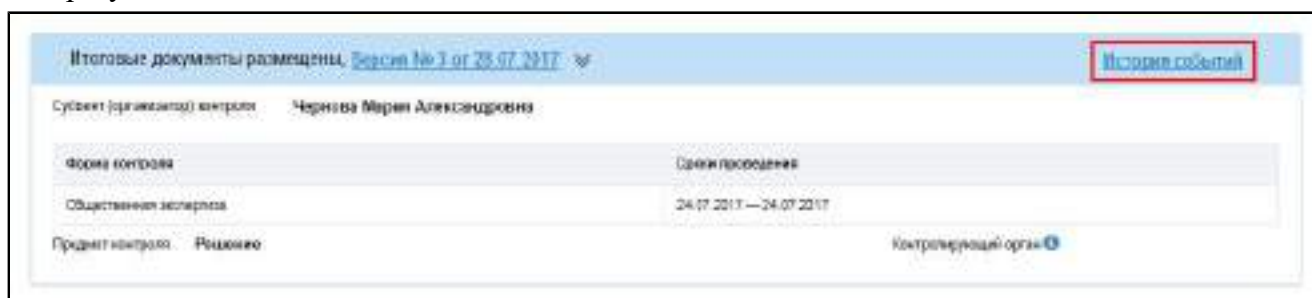 Итоговые документы размещены, Версия № 3 от 28.07.2017
История событий
Субъект (организатор) контроля Чернова Мария Александровна
Форма контроля Сроки проведения
Общественная экспертиза 24.07.2017 — 24.07.2017
Предмет контроля Решение Контролирующий орган